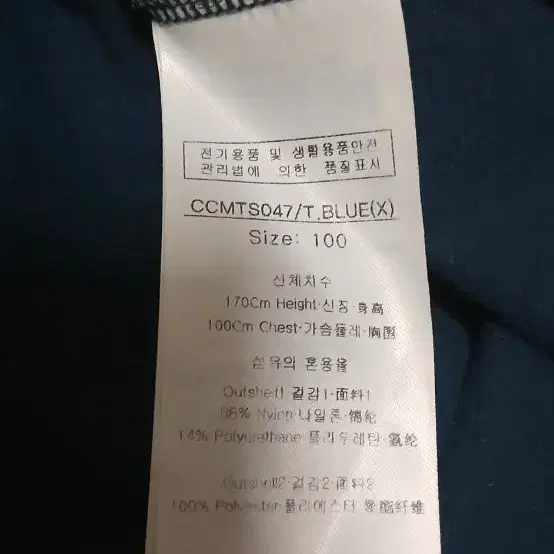 전기용품 및 생활용품안전
관리법에 의한 품질표시
CCMTS047/T.BLUE(X)
Size: 100
신체치수
170Cm Height·신장·身高
100Cm Chest·가슴둘레·胸围
섬유의 혼용율
Outshell1 겉감1·面料1
86% Nylon·나일론·锦纶
14% Polyurethane·폴리우레탄·氨纶
Outshell2·겉감2·面料2
100% Polyester·폴리에스터·聚酯纤维